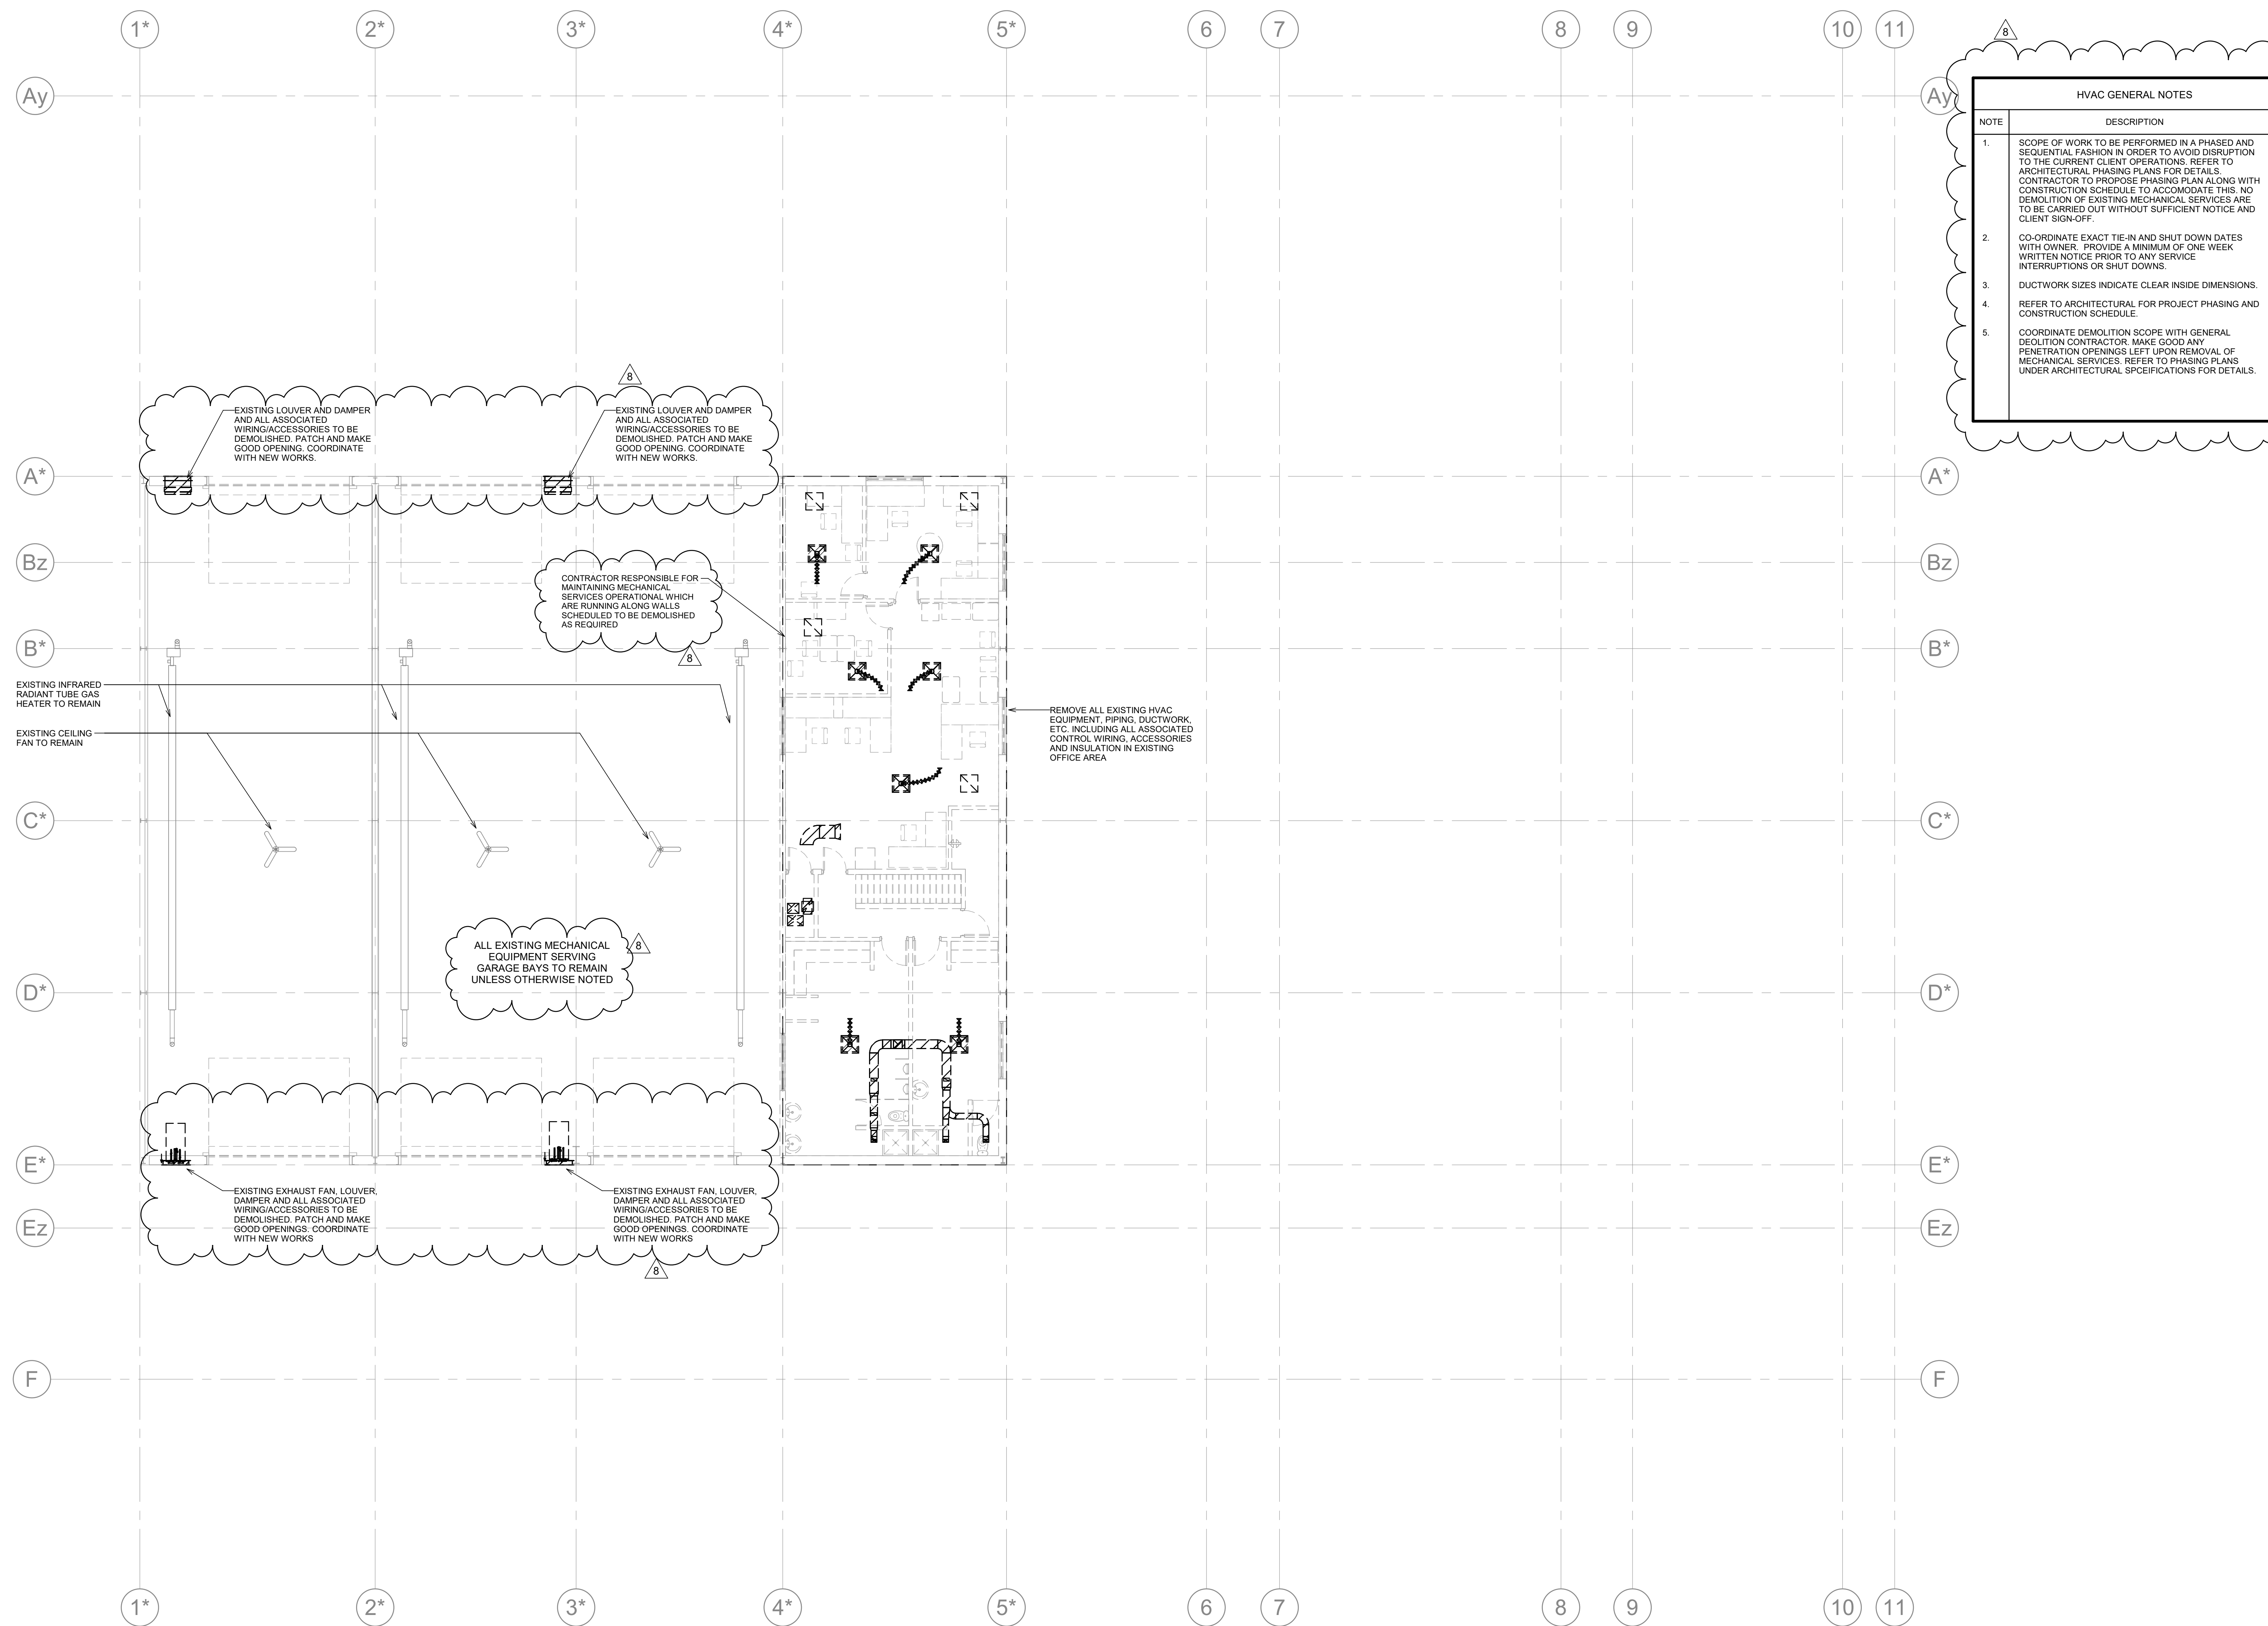 1*
2*
3*
4*
5*
6
7
8
9
10
11
8
Ay
Ay
HVAC GENERAL NOTES
NOTE
DESCRIPTION
1.
SCOPE OF WORK TO BE PERFORMED IN A PHASED AND
SEQUENTIAL FASHION IN ORDER TO AVOID DISRUPTION
TO THE CURRENT CLIENT OPERATIONS. REFER TO
ARCHITECTURAL PHASING PLANS FOR DETAILS.
CONTRACTOR TO PROPOSE PHASING PLAN ALONG WITH
CONSTRUCTION SCHEDULE TO ACCOMODATE THIS. NO
DEMOLITION OF EXISTING MECHANICAL SERVICES ARE
TO BE CARRIED OUT WITHOUT SUFFICIENT NOTICE AND
CLIENT SIGN-OFF.
2.
CO-ORDINATE EXACT TIE-IN AND SHUT DOWN DATES
WITH OWNER. PROVIDE A MINIMUM OF ONE WEEK
WRITTEN NOTICE PRIOR TO ANY SERVICE
INTERRUPTIONS OR SHUT DOWNS.
3.
DUCTWORK SIZES INDICATE CLEAR INSIDE DIMENSIONS.
4.
REFER TO ARCHITECTURAL FOR PROJECT PHASING AND
CONSTRUCTION SCHEDULE.
5.
COORDINATE DEMOLITION SCOPE WITH GENERAL
DEOLITION CONTRACTOR. MAKE GOOD ANY
PENETRATION OPENINGS LEFT UPON REMOVAL OF
MECHANICAL SERVICES. REFER TO PHASING PLANS
UNDER ARCHITECTURAL SPCEIFICATIONS FOR DETAILS.
8
EXISTING LOUVER AND DAMPER
AND ALL ASSOCIATED
WIRING/ACCESSORIES TO BE
DEMOLISHED. PATCH AND MAKE
GOOD OPENING. COORDINATE
WITH NEW WORKS.
EXISTING LOUVER AND DAMPER
AND ALL ASSOCIATED
WIRING/ACCESSORIES TO BE
DEMOLISHED. PATCH AND MAKE
GOOD OPENING. COORDINATE
WITH NEW WORKS.
A*
A*
Bz
Bz
CONTRACTOR RESPONSIBLE FOR
MAINTAINING MECHANICAL
SERVICES OPERATIONAL WHICH
ARE RUNNING ALONG WALLS
SCHEDULED TO BE DEMOLISHED
AS REQUIRED
8
B*
B*
EXISTING INFRARED
RADIANT TUBE GAS
HEATER TO REMAIN
EXISTING CEILING
FAN TO REMAIN
REMOVE ALL EXISTING HVAC
EQUIPMENT, PIPING, DUCTWORK,
ETC. INCLUDING ALL ASSOCIATED
CONTROL WIRING, ACCESSORIES
AND INSULATION IN EXISTING
OFFICE AREA
C*
C*
ALL EXISTING MECHANICAL
EQUIPMENT SERVING
GARAGE BAYS TO REMAIN
UNLESS OTHERWISE NOTED
8
D*
D*
E*
E*
EXISTING EXHAUST FAN, LOUVER,
DAMPER AND ALL ASSOCIATED
WIRING/ACCESSORIES TO BE
DEMOLISHED. PATCH AND MAKE
GOOD OPENINGS. COORDINATE
WITH NEW WORKS
EXISTING EXHAUST FAN, LOUVER,
DAMPER AND ALL ASSOCIATED
WIRING/ACCESSORIES TO BE
DEMOLISHED. PATCH AND MAKE
GOOD OPENINGS. COORDINATE
WITH NEW WORKS
8
Ez
Ez
F
F
1*
2*
3*
4*
5*
6
7
8
9
10
11